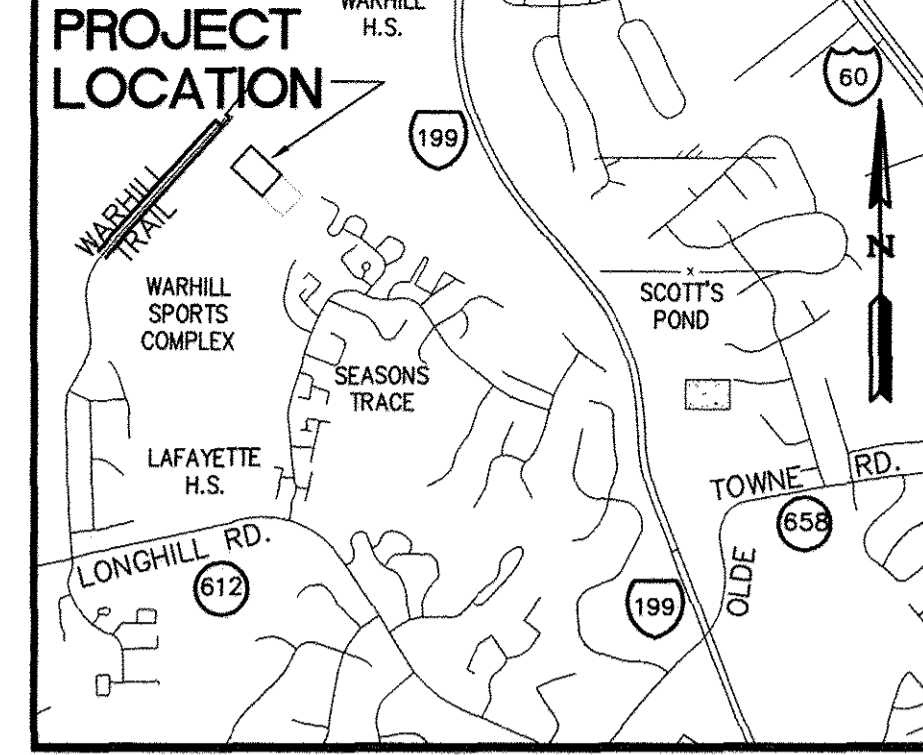 WARHILL
H.S.
PROJECT
LOCATION
60
199
WARHILL
TRAIL
N
WARHILL
SPORTS
COMPLEX
x
SCOTT'S
POND
SEASONS
TRACE
LAFAYETTE
H.S.
TOWNE RD.
658
LONGHILL RD.
612
OLDE
199